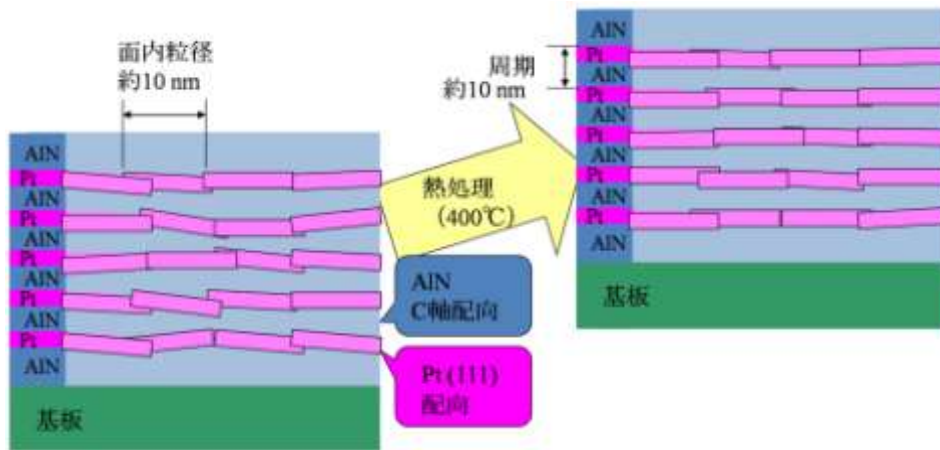 面内粒径
約10 nm
AlN
Pt
AlN
Pt
AlN
Pt
AlN
Pt
AlN
Pt
AlN
基板
熱処理
（400℃）
AlN
C軸配向
Pt (111)
配向
周期
約10 nm
AlN
Pt
AlN
Pt
AlN
Pt
AlN
Pt
AlN
Pt
AlN
基板